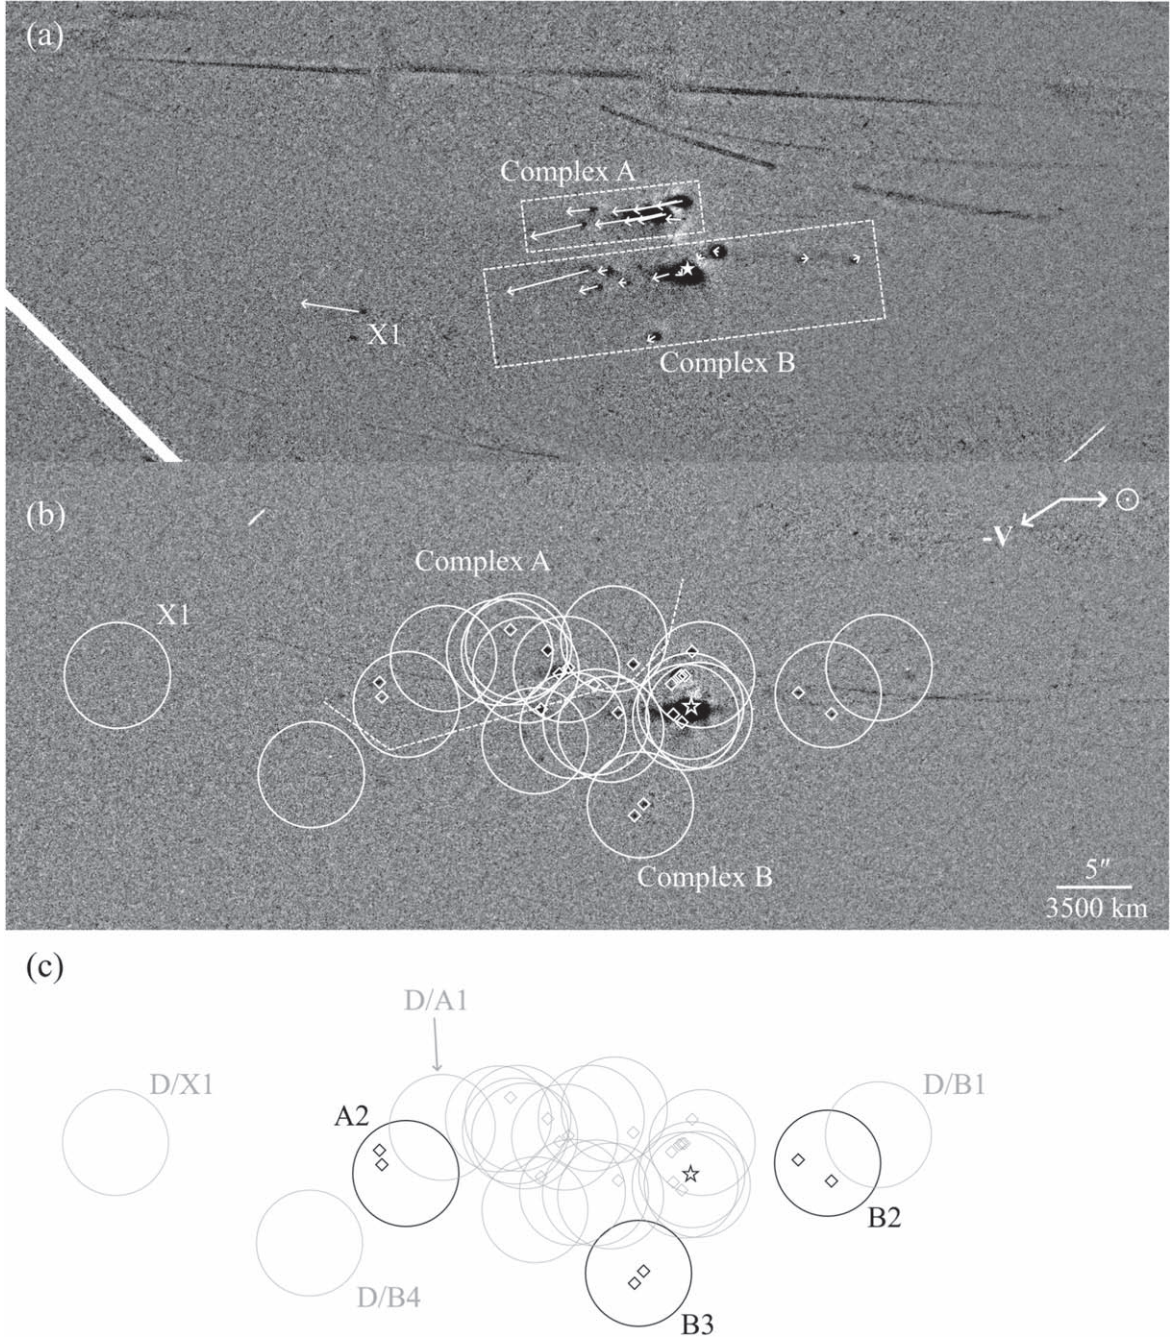 (a)
Complex A
X1
Complex B
(b)
-V
Complex A
X1
Complex B
5″
3500 km
(c)
D/A1
D/X1
D/B1
A2
B2
D/B4
B3